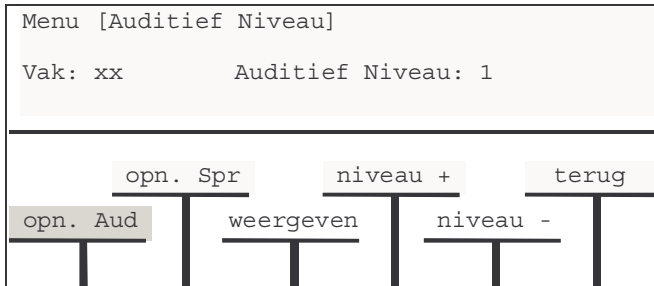 Menu [Auditief Niveau]
Vak: xx Auditief Niveau: 1
opn. Spr niveau + terug
opn. Aud weergeven niveau -